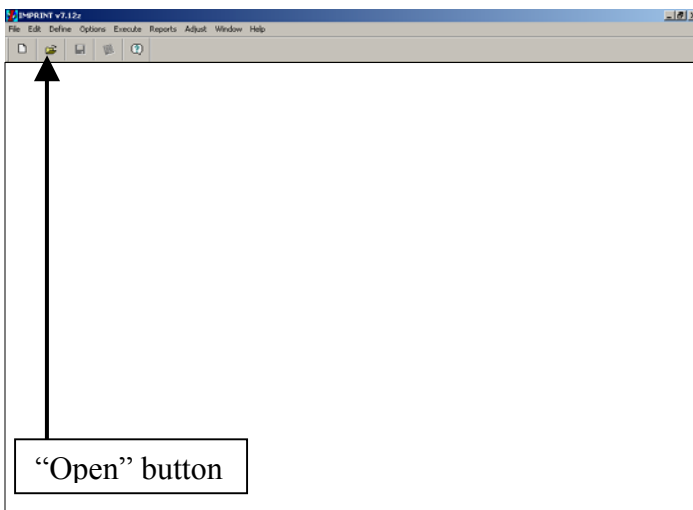 IMPRINT v7.12z
File Edit Define Options Execute Reports Adjust Window Help
“Open” button